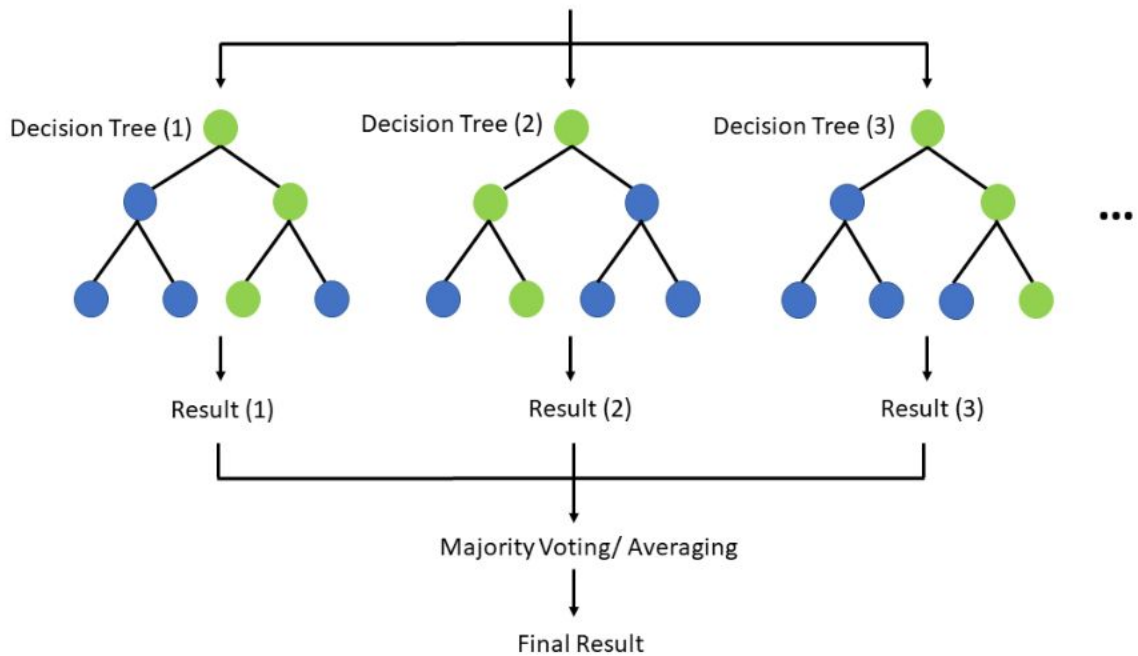 Decision Tree (1)
Decision Tree (2)
Decision Tree (3)
...
Result (1)
Result (2)
Result (3)
Majority Voting/ Averaging
Final Result